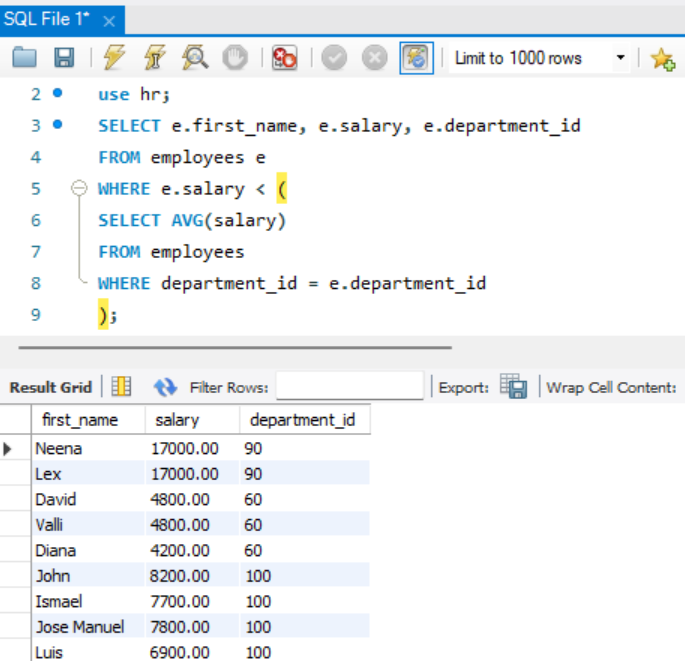 SQL File 1*
Limit to 1000 rows
2 use hr;
3 SELECT e.first_name, e.salary, e.department_id
4 FROM employees e
5 WHERE e.salary < (
6 SELECT AVG(salary)
7 FROM employees
8 WHERE department_id = e.department_id
9 );
Result Grid Filter Rows: Export: Wrap Cell Content:
first_name salary department_id
Neena 17000.00 90
Lex 17000.00 90
David 4800.00 60
Valli 4800.00 60
Diana 4200.00 60
John 8200.00 100
Ismael 7700.00 100
Jose Manuel 7800.00 100
Luis 6900.00 100